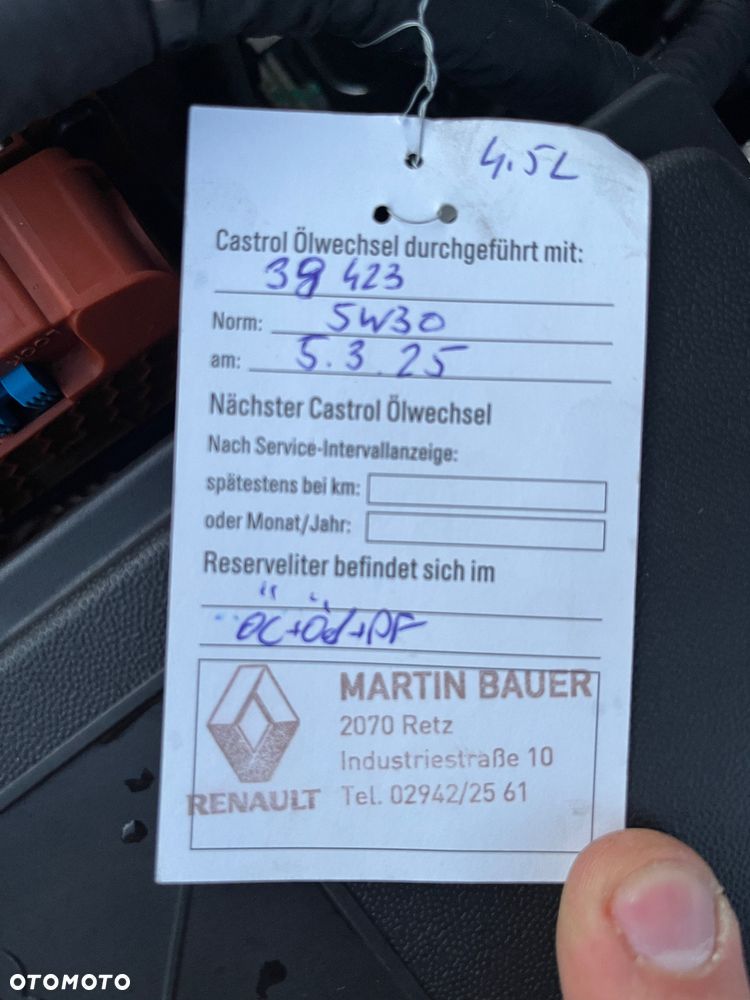 4.5L
Castrol Ölwechsel durchgeführt mit:
39 423
Norm: 5W30
am: 5.3.25
Nächster Castrol Ölwechsel
Nach Service-Intervallanzeige:
spätestens bei km:
oder Monat/Jahr:
Reserveliter befindet sich im
MARTIN BAUER
2070 Retz
Industriestraße 10
RENAULT Tel. 02942/25 61
OTOMOTO